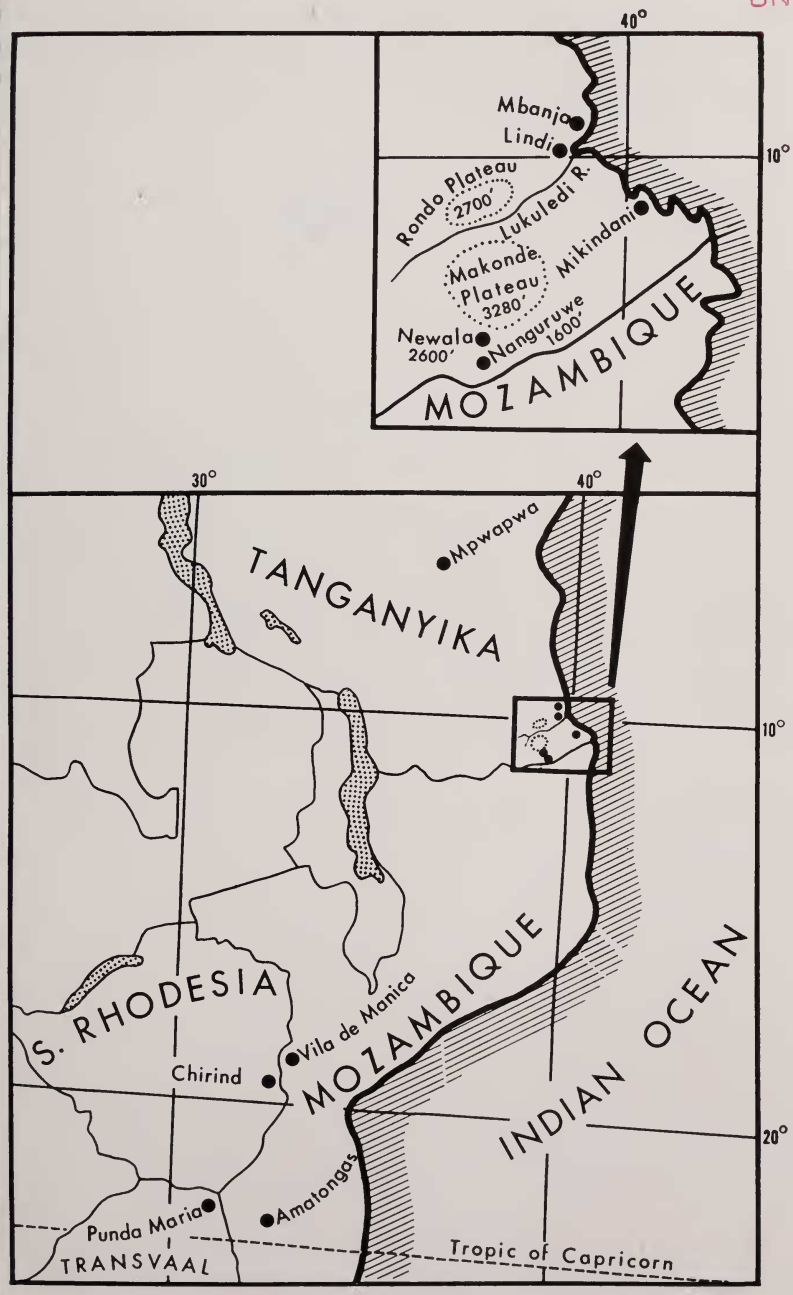 40°
Mbanja
Lindi
10°
Rondo Plateau
2700'
Lukuledi R.
Mikindani
Makonde
Plateau
3280'
Newala
2600'
Nanguruwe
1600'
MOZAMBIQUE
30°
40°
Mpwapwa
TANGANYIKA
10°
MOZAMBIQUE
S. RHODESIA
Vila de Manica
Chirind
INDIAN OCEAN
20°
Amatongas
Punda Maria
TRANSVAAL
Tropic of Capricorn